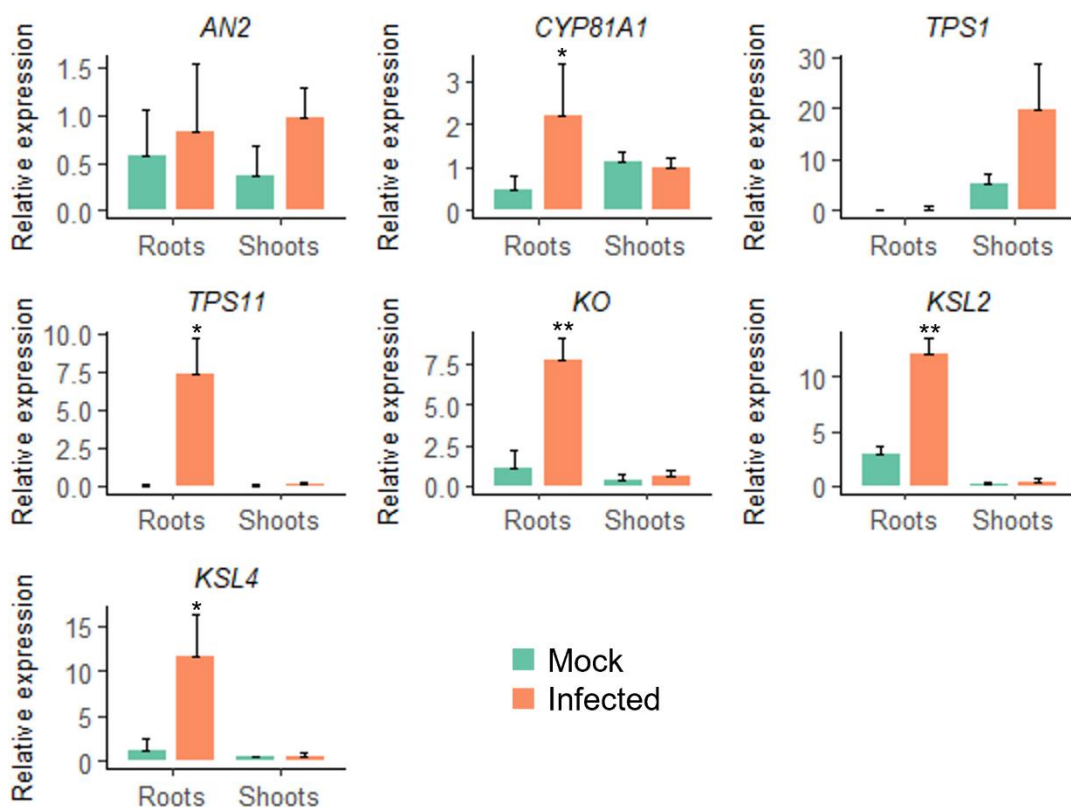 AN2
Relative expression
1.5
1.0
0.5
0.0
Roots Shoots
CYP81A1
Relative expression
3
2
1
0
*
Roots Shoots
TPS1
Relative expression
30
20
10
0
Roots Shoots
TPS11
Relative expression
10.0
7.5
5.0
2.5
0.0
*
Roots Shoots
KO
Relative expression
7.5
5.0
2.5
0.0
**
Roots Shoots
KSL2
Relative expression
10
5
0
**
Roots Shoots
KSL4
Relative expression
15
10
5
0
*
Roots Shoots
Mock
Infected